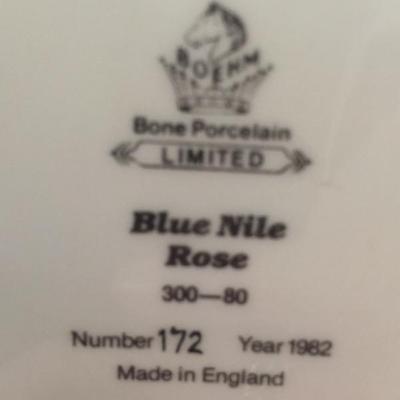 BOEHM
Bone Porcelain
LIMITED
Blue Nile
Rose
300—80
Number 172 Year 1982
Made in England